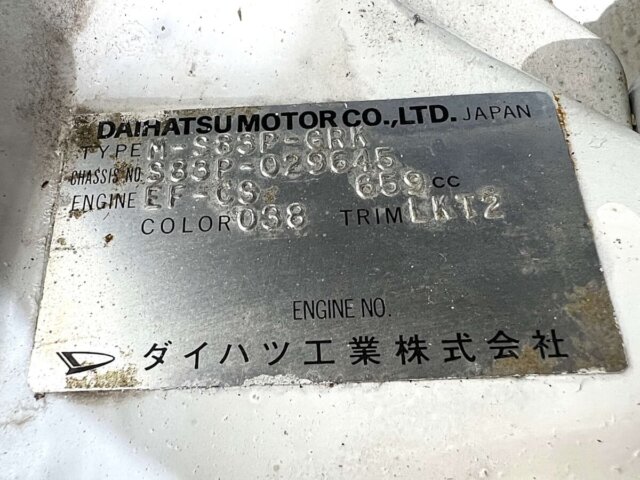 DAIHATSU MOTOR CO.,LTD. JAPAN
TYPE M-S83P-GRK
CHASSIS NO. S83P-029645
ENGINE EF-CS 659 CC
COLOR 038 TRIM LKT2
ENGINE NO.
ダイハツ工業株式会社